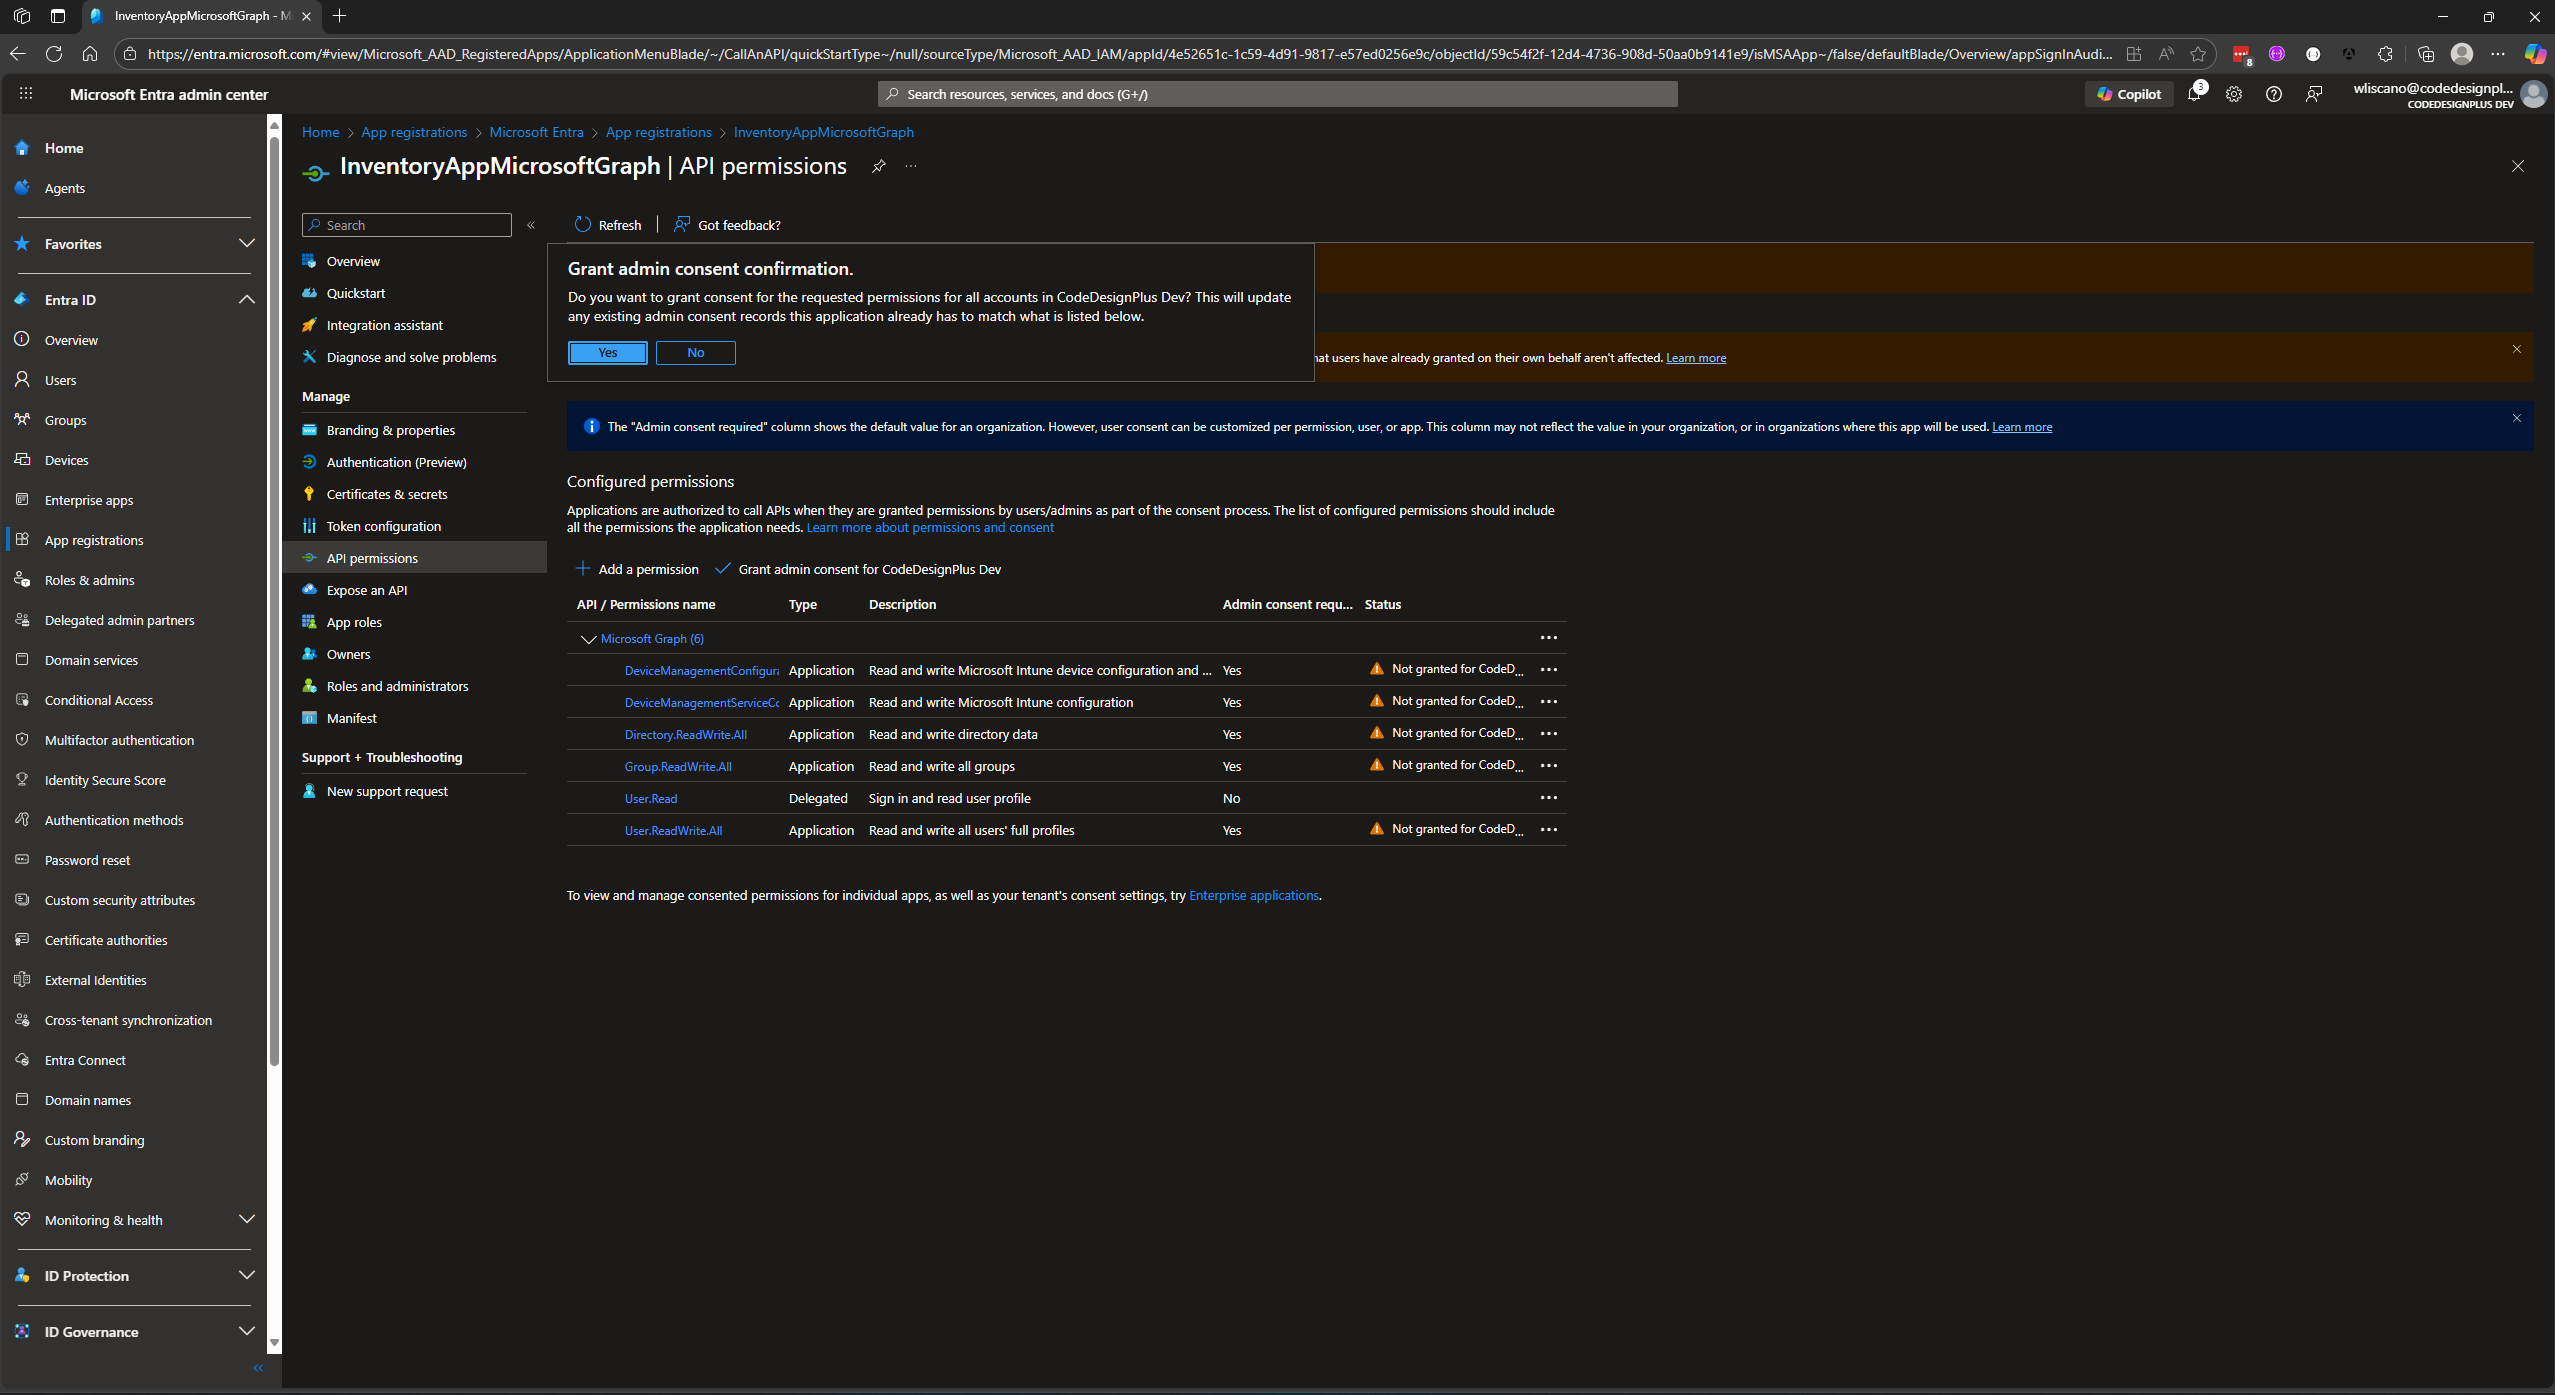 InventoryAppMicrosoftGraph - M
https://entra.microsoft.com/#view/Microsoft_AAD_RegisteredApps/ApplicationMenuBlade/~/CallAnAPI/quickStartType~/null/sourceType/Microsoft_AAD_IAM/appId/4e52651c-1c59-4d91-9817-e57ed0256e9c/objectId/59c54f2f-12d4-4736-908d-50aa0b9141e9/isMSAApp~/false/defaultBlade/Overview/appSignInAudi...
8
Microsoft Entra admin center
Search resources, services, and docs (G+/)
Copilot
3
wliscano@codedesignpl...
CODEDESIGNPLUS DEV
Home
Agents
Favorites
Entra ID
Overview
Users
Groups
Devices
Enterprise apps
App registrations
Roles & admins
Delegated admin partners
Domain services
Conditional Access
Multifactor authentication
Identity Secure Score
Authentication methods
Password reset
Custom security attributes
Certificate authorities
External Identities
Cross-tenant synchronization
Entra Connect
Domain names
Custom branding
Mobility
Monitoring & health
ID Protection
ID Governance
Home > App registrations > Microsoft Entra > App registrations > InventoryAppMicrosoftGraph
InventoryAppMicrosoftGraph | API permissions
Search
Overview
Quickstart
Integration assistant
Diagnose and solve problems
Manage
Branding & properties
Authentication (Preview)
Certificates & secrets
Token configuration
API permissions
Expose an API
App roles
Owners
Roles and administrators
Manifest
Support + Troubleshooting
New support request
Refresh
Got feedback?
Grant admin consent confirmation.
Do you want to grant consent for the requested permissions for all accounts in CodeDesignPlus Dev? This will update
any existing admin consent records this application already has to match what is listed below.
Yes
No
hat users have already granted on their own behalf aren't affected. Learn more
The "Admin consent required" column shows the default value for an organization. However, user consent can be customized per permission, user, or app. This column may not reflect the value in your organization, or in organizations where this app will be used. Learn more
Configured permissions
Applications are authorized to call APIs when they are granted permissions by users/admins as part of the consent process. The list of configured permissions should include
all the permissions the application needs. Learn more about permissions and consent
Add a permission
Grant admin consent for CodeDesignPlus Dev
API / Permissions name Type Description Admin consent requ... Status
Microsoft Graph (6)
DeviceManagementConfigura Application Read and write Microsoft Intune device configuration and ... Yes Not granted for CodeD...
DeviceManagementServiceCo Application Read and write Microsoft Intune configuration Yes Not granted for CodeD...
Directory.ReadWrite.All Application Read and write directory data Yes Not granted for CodeD...
Group.ReadWrite.All Application Read and write all groups Yes Not granted for CodeD...
User.Read Delegated Sign in and read user profile No
User.ReadWrite.All Application Read and write all users' full profiles Yes Not granted for CodeD...
To view and manage consented permissions for individual apps, as well as your tenant's consent settings, try Enterprise applications.